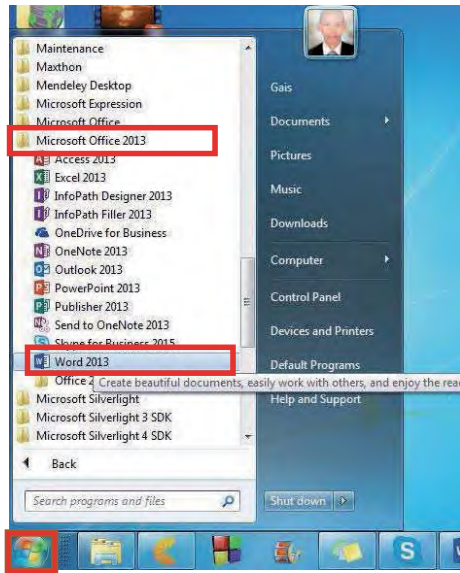 Maintenance
Maxthon
Mendeley Desktop
Microsoft Expression
Microsoft Office
Microsoft Office 2013
Access 2013
Excel 2013
InfoPath Designer 2013
InfoPath Filler 2013
OneDrive for Business
OneNote 2013
Outlook 2013
PowerPoint 2013
Publisher 2013
Send to OneNote 2013
Skype for Business 2015
Word 2013
Office 2
Create beautiful documents, easily work with others, and enjoy the rea
Microsoft Silverlight
Microsoft Silverlight 3 SDK
Microsoft Silverlight 4 SDK
Back
Search programs and files
Gais
Documents
Pictures
Music
Downloads
Computer
Control Panel
Devices and Printers
Default Programs
Help and Support
Shut down